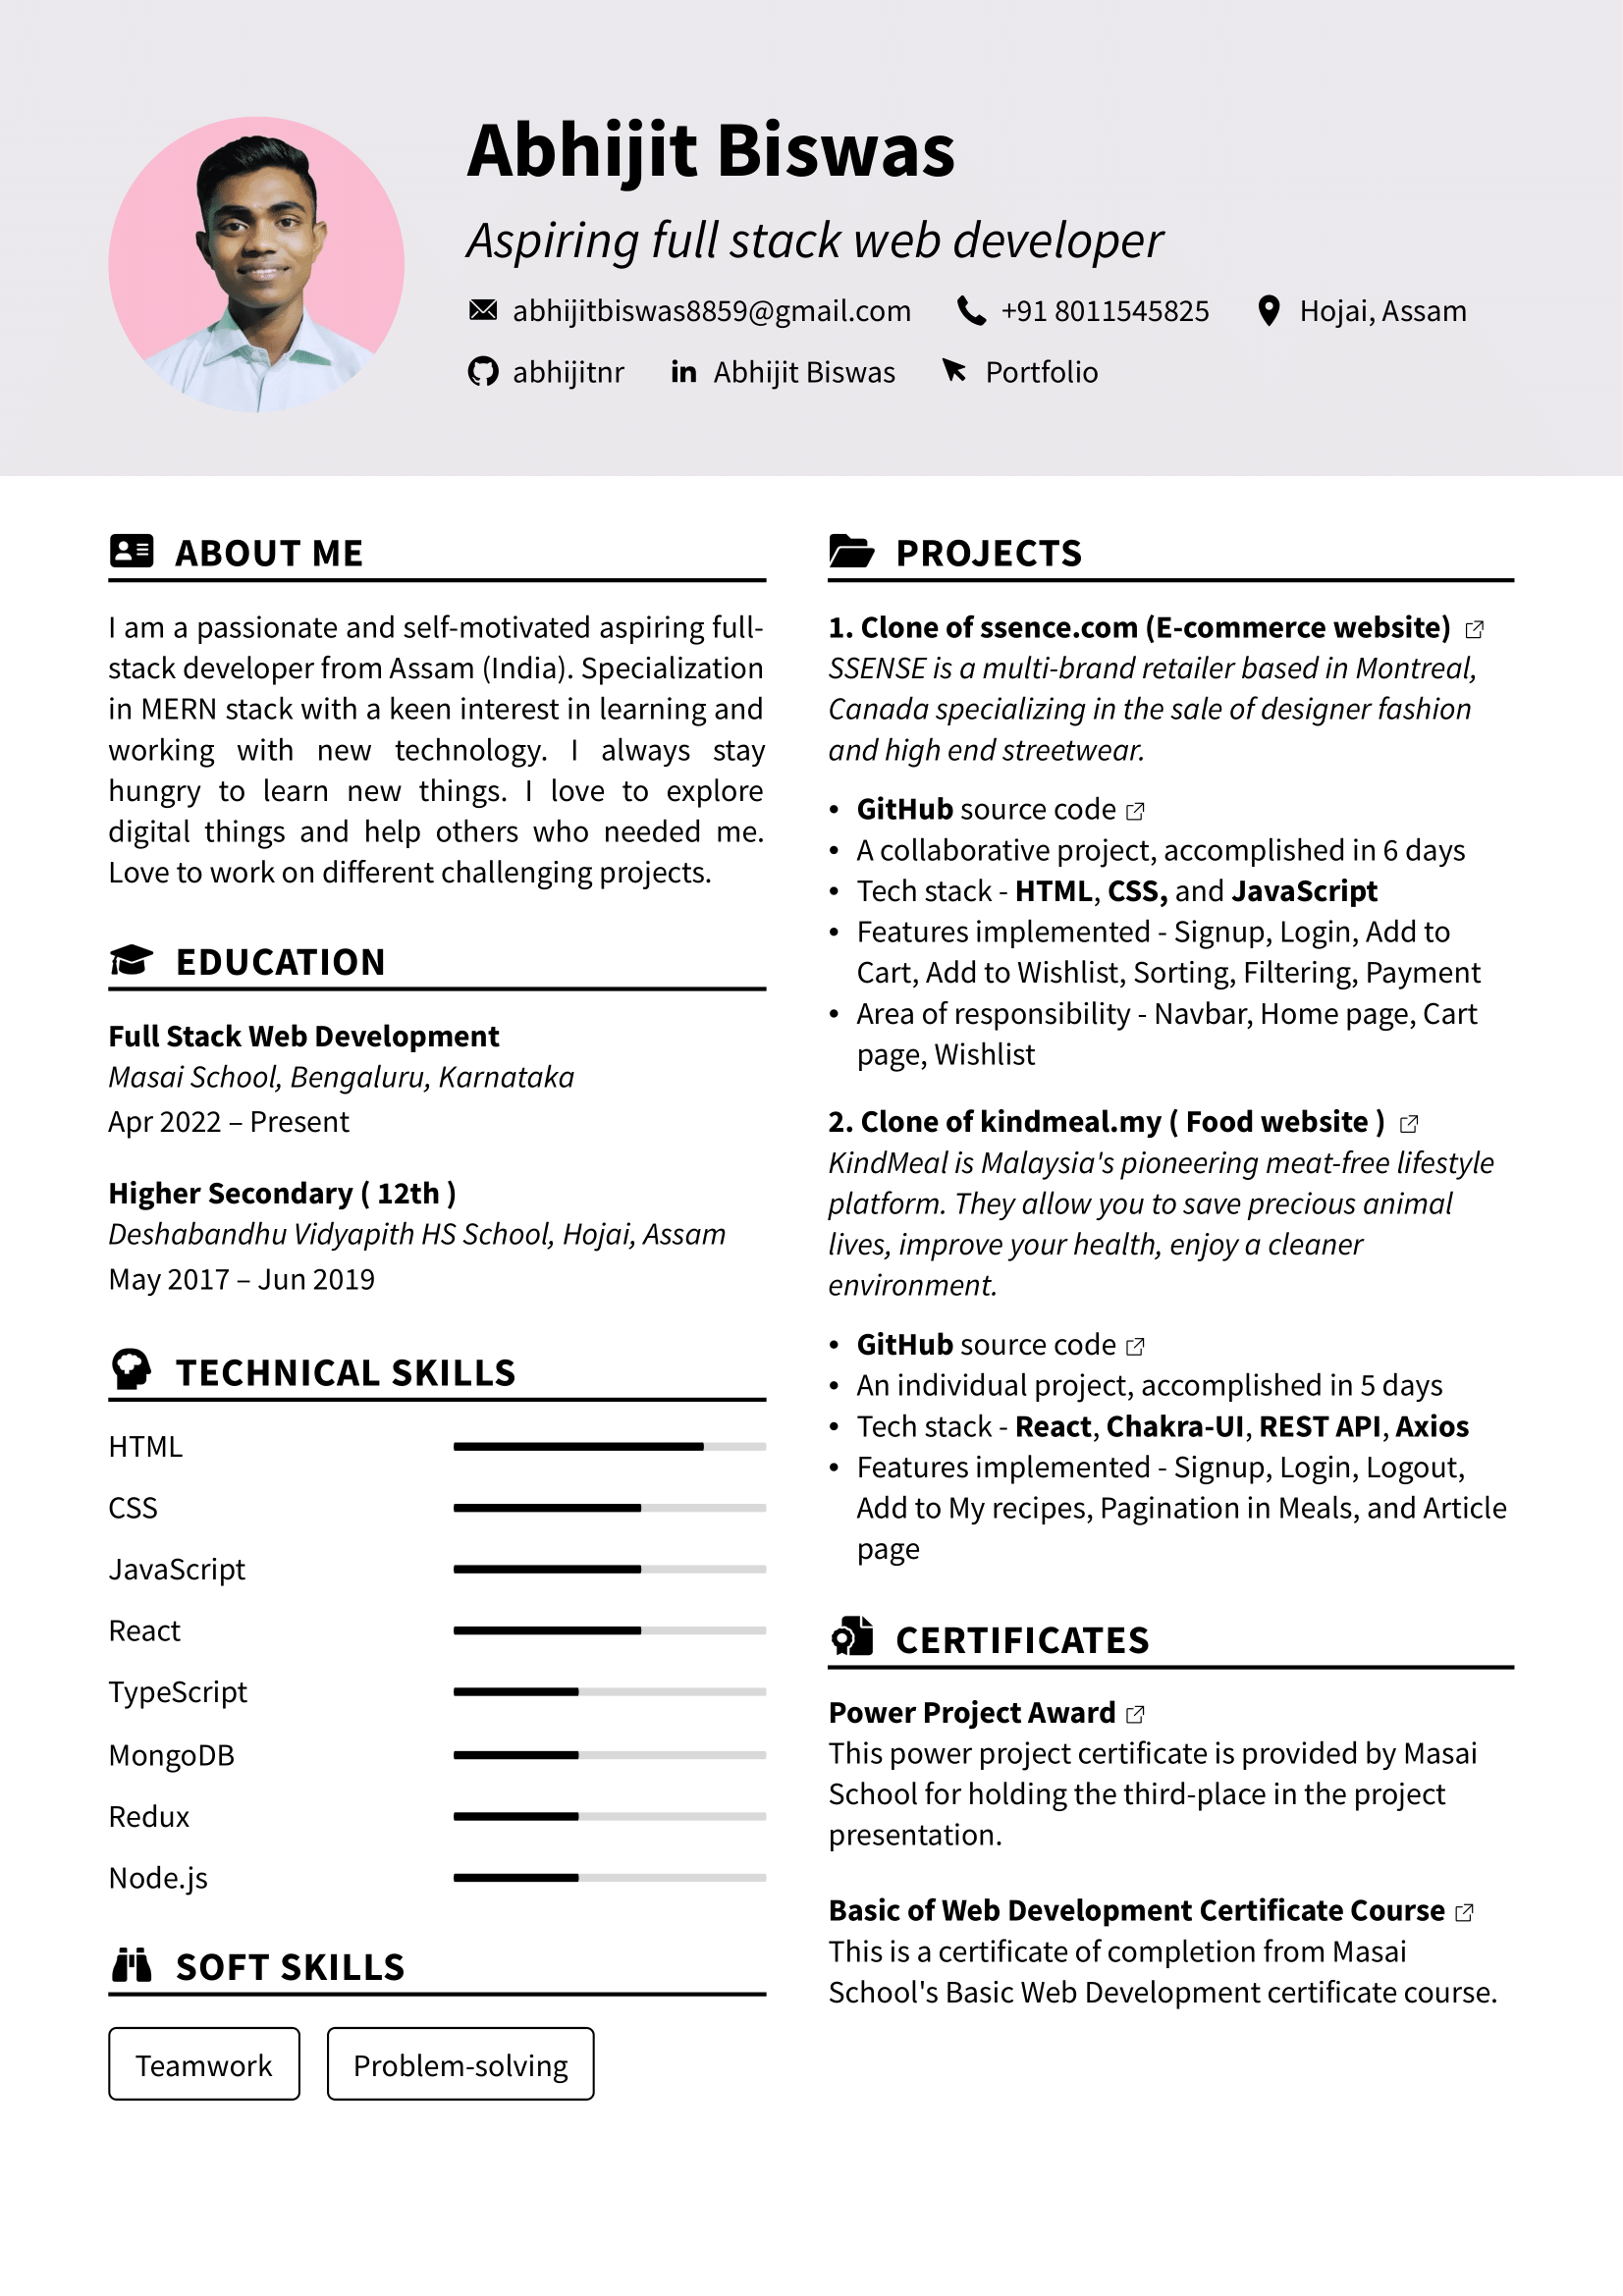 Abhijit Biswas
Aspiring full stack web developer
abhijitbiswas8859@gmail.com +91 8011545825 Hojai, Assam
abhijitnr in Abhijit Biswas Portfolio
ABOUT ME
I am a passionate and self-motivated aspiring full-
stack developer from Assam (India). Specialization
in MERN stack with a keen interest in learning and
working with new technology. I always stay
hungry to learn new things. I love to explore
digital things and help others who needed me.
Love to work on different challenging projects.
EDUCATION
Full Stack Web Development
Masai School, Bengaluru, Karnataka
Apr 2022 – Present
Higher Secondary ( 12th )
Deshabandhu Vidyapith HS School, Hojai, Assam
May 2017 – Jun 2019
TECHNICAL SKILLS
HTML
CSS
JavaScript
React
TypeScript
MongoDB
Redux
Node.js
SOFT SKILLS
Teamwork
Problem-solving
PROJECTS
1. Clone of ssence.com (E-commerce website)
SSENSE is a multi-brand retailer based in Montreal,
Canada specializing in the sale of designer fashion
and high end streetwear.
• GitHub source code
• A collaborative project, accomplished in 6 days
• Tech stack - HTML, CSS, and JavaScript
• Features implemented - Signup, Login, Add to
Cart, Add to Wishlist, Sorting, Filtering, Payment
• Area of responsibility - Navbar, Home page, Cart
page, Wishlist
2. Clone of kindmeal.my ( Food website )
KindMeal is Malaysia's pioneering meat-free lifestyle
platform. They allow you to save precious animal
lives, improve your health, enjoy a cleaner
environment.
• GitHub source code
• An individual project, accomplished in 5 days
• Tech stack - React, Chakra-UI, REST API, Axios
• Features implemented - Signup, Login, Logout,
Add to My recipes, Pagination in Meals, and Article
page
CERTIFICATES
Power Project Award
This power project certificate is provided by Masai
School for holding the third-place in the project
presentation.
Basic of Web Development Certificate Course
This is a certificate of completion from Masai
School's Basic Web Development certificate course.